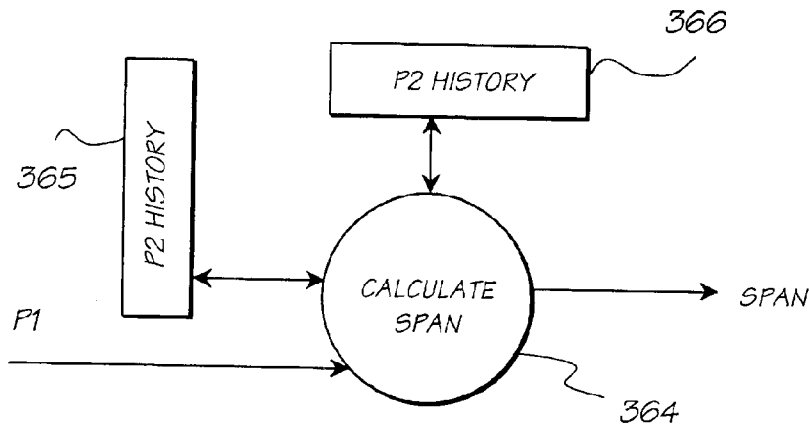 366
P2 HISTORY
365
P2 HISTORY
P1
CALCULATE
SPAN
SPAN
364